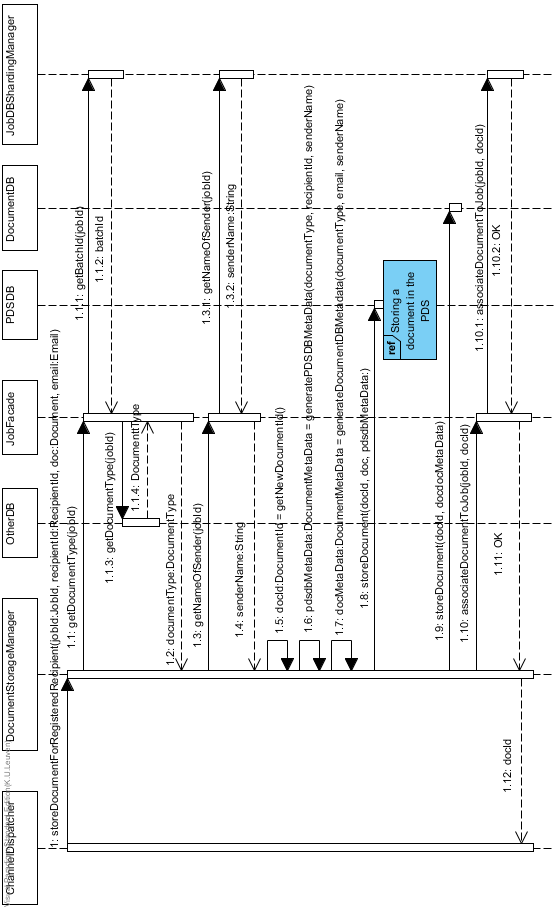 ChannelDispatcher
DocumentStorageManager
OtherDB
JobFacade
PDSDB
DocumentDB
JobDBShardingManager
1: storeDocumentForRegisteredRecipient(jobId:JobId, recipientId:RecipientId, doc:Document, email:Email)
1.1: getDocumentType(jobId)
1.1.1: getBatchId(jobId)
1.1.2: batchId
1.1.3: getDocumentType(jobId)
1.1.4: DocumentType
1.2: documentType:DocumentType
1.3: getNameOfSender(jobId)
1.3.1: getNameOfSender(jobId)
1.3.2: senderName:String
1.4: senderName:String
1.5: docId:DocumentId = getNewDocumentId()
1.6: pdsdbMetaData:DocumentMetaData = generatePDSDBMetaData(documentType, recipientId, senderName)
1.7: docMetaData:DocumentMetaData = generateDocumentDBMetadata(documentType, email, senderName)
1.8: storeDocument(docId, doc, pdsdbMetaData:)
ref
Storing a
document in the
PDS
1.9: storeDocument(docId, docdocMetaData)
1.10: associateDocumentToJob(jobId, docId)
1.10.1: associateDocumentToJob(jobId, docId)
1.10.2: OK
1.11: OK
1.12: docId